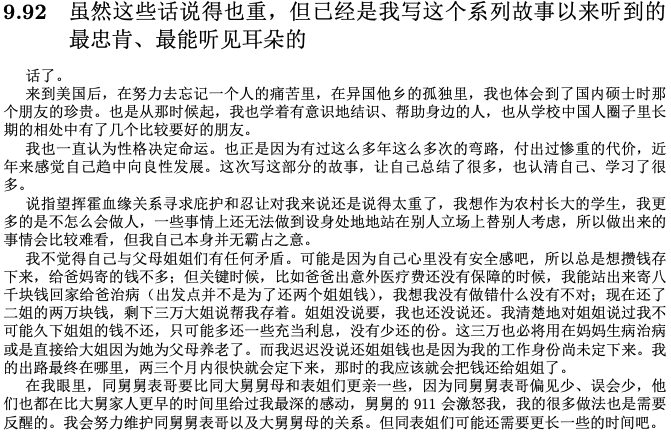 9.92 虽然这些话说得也重，但已经是我写这个系列故事以来听到的
最忠肯、最能听见耳朵的
话了。
来到美国后，在努力去忘记一个人的痛苦里，在异国他乡的孤独里，我也体会到了国内硕士时那
个朋友的珍贵。也是从那时候起，我也学着有意识地结识、帮助身边的人，也从学校中国人圈子里长
期的相处中有了几个比较要好的朋友。
我也一直认为性格决定命运。也正是因为有过这么多年这么多次的弯路，付出过惨重的代价，近
年来感觉自己趋中向良性发展。这次写这部分的故事，让自己总结了很多，也认清自己、学习了很
多。
说指望挥霍血缘关系寻求庇护和忍让对我来说还是说得太重了，我想作为农村长大的学生，我更
多的是不怎么会做人，一些事情上还无法做到设身处地地站在别人立场上替别人考虑，所以做出来的
事情会比较难看，但我自己本身并无霸占之意。
我不觉得自己与父母姐姐们有任何矛盾。可能是因为自己心里没有安全感吧，所以总是想攒钱存
下来，给爸妈寄的钱不多；但关键时候，比如爸爸出意外医疗费还没有保障的时候，我能站出来寄八
千块钱回家给爸治病（出发点并不是为了还两个姐姐钱），我想我没有做错什么没有不对；现在还了
二姐的两万块钱，剩下三万大姐说帮我存着。姐姐没说要，我也还没说还。我清楚地对姐姐说过我不
可能久下姐姐的钱不还，只可能多还一些充当利息，没有少还的份。这三万也必将用在妈妈生病治病
或是直接给大姐因为她为父母养老了。而我迟迟没说还姐姐钱也是因为我的工作身份尚未定下来。我
的出路最终在哪里，两三个月内很快就会定下来，那时的我应该就会把钱还给姐姐了。
在我眼里，同舅舅表哥要比同大舅舅母和表姐们更亲一些，因为同舅舅表哥偏见少、误会少，他
们也都在比大舅家人更早的时间里给过我最深的感动，舅舅的 911 会激怒我，我的很多做法也是需要
反醒的。我会努力维护同舅舅表哥以及大舅舅母的关系。但同表姐们可能还需要更长一些的时间吧。